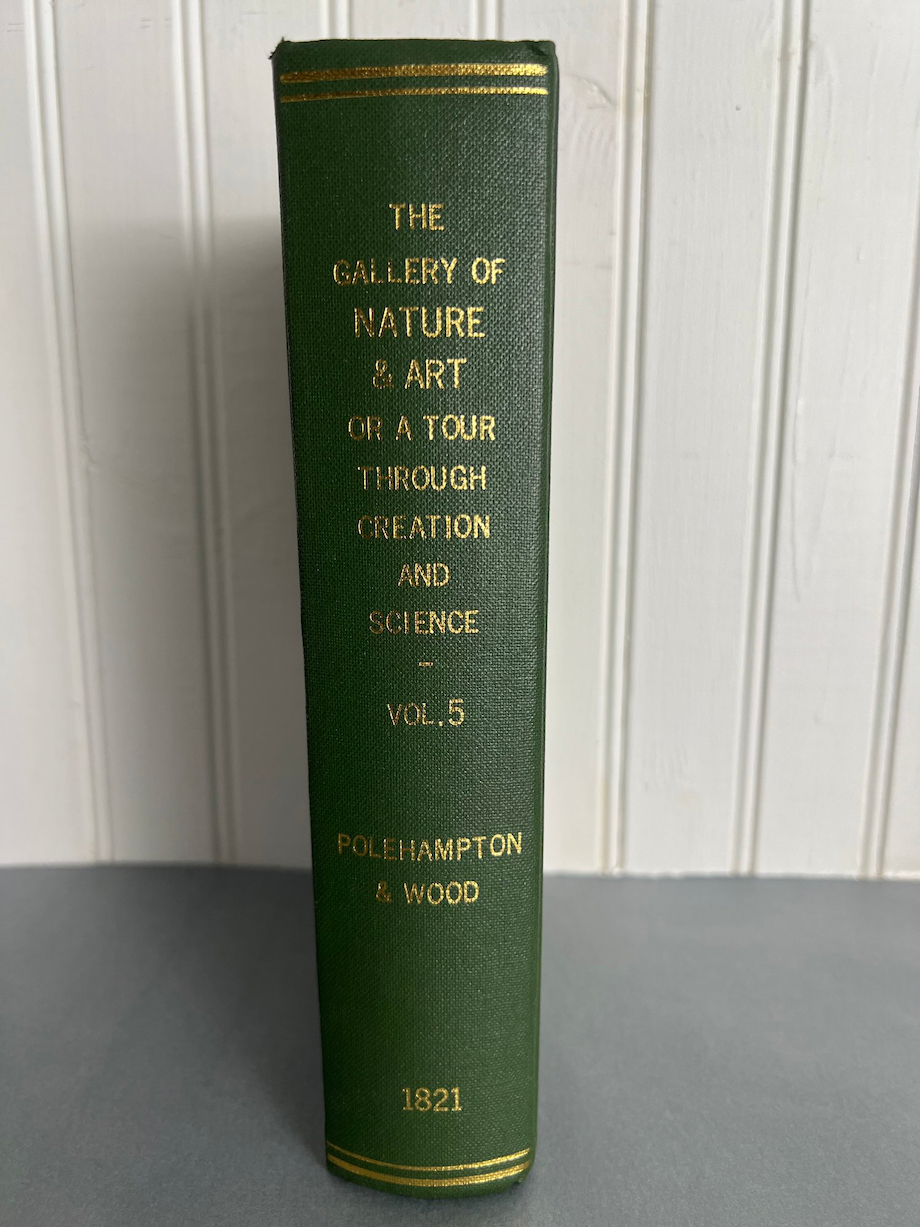 THE
GALLERY OF
NATURE
& ART
OR A TOUR
THROUGH
CREATION
AND
SCIENCE
–
VOL. 5
POLEHAMPTON
& WOOD
1821